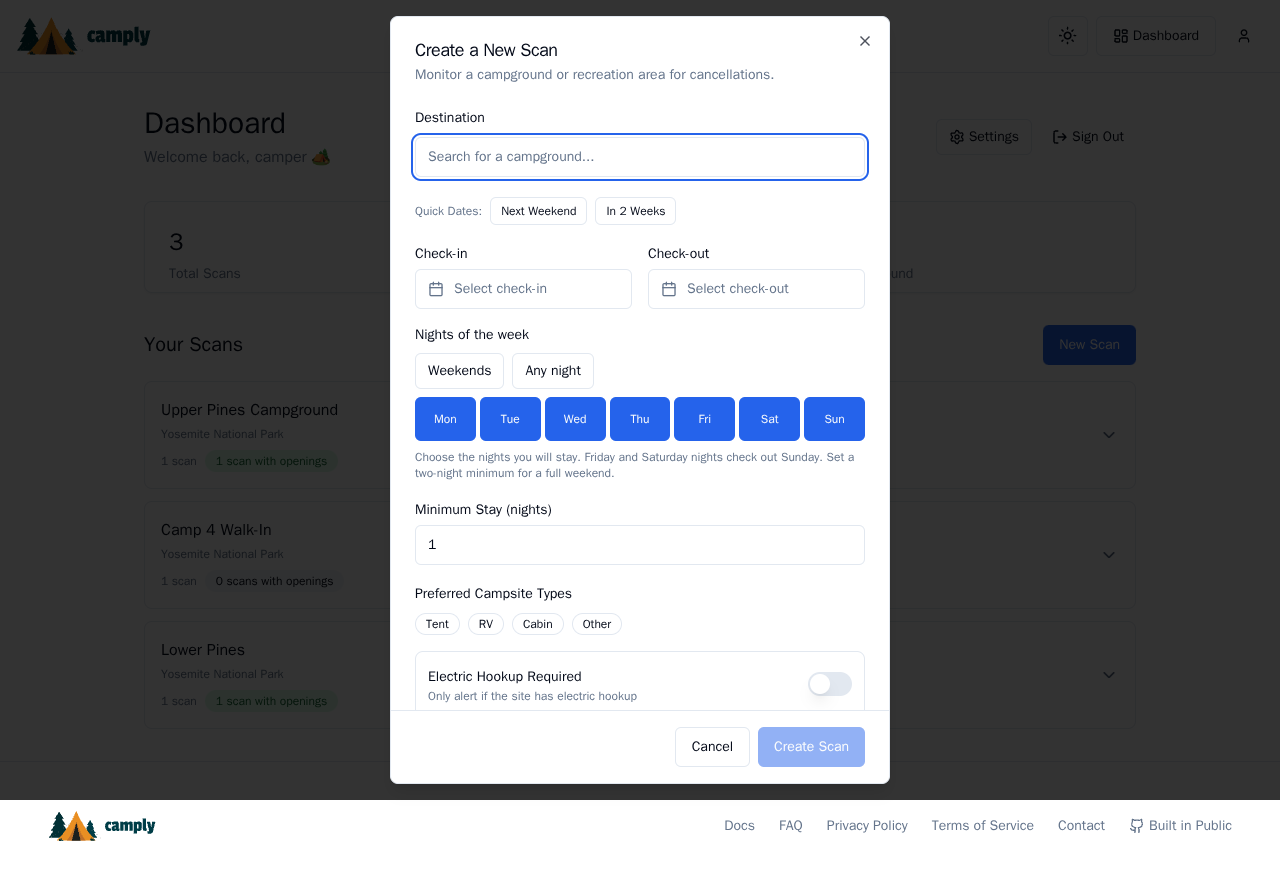 camply
Dashboard
Dashboard
Welcome back, camper
Settings
Sign Out
3
Total Scans
und
Your Scans
New Scan
Upper Pines Campground
Yosemite National Park
1 scan
1 scan with openings
Camp 4 Walk-In
Yosemite National Park
1 scan
0 scans with openings
Lower Pines
Yosemite National Park
1 scan
1 scan with openings
Create a New Scan
Monitor a campground or recreation area for cancellations.
Destination
Search for a campground...
Quick Dates:
Next Weekend
In 2 Weeks
Check-in
Check-out
Select check-in
Select check-out
Nights of the week
Weekends
Any night
Mon
Tue
Wed
Thu
Fri
Sat
Sun
Choose the nights you will stay. Friday and Saturday nights check out Sunday. Set a
two-night minimum for a full weekend.
Minimum Stay (nights)
1
Preferred Campsite Types
Tent
RV
Cabin
Other
Electric Hookup Required
Only alert if the site has electric hookup
Cancel
Create Scan
camply
Docs
FAQ
Privacy Policy
Terms of Service
Contact
Built in Public